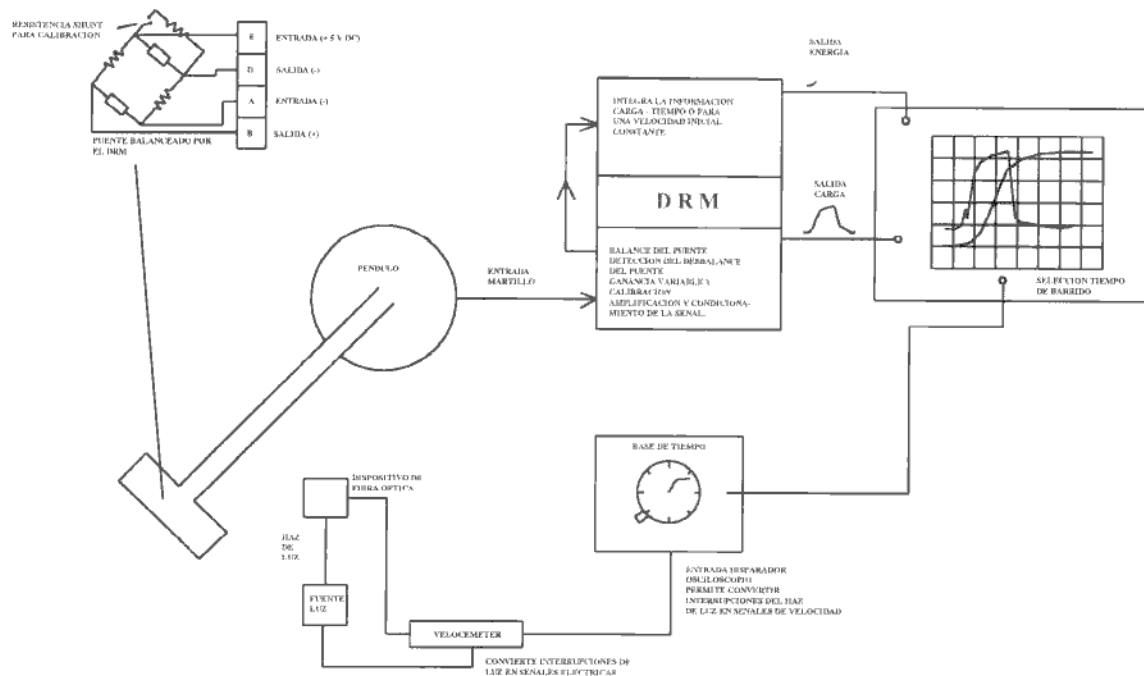 RESISTENCIA SHUNT
PARA CALIBRACION
E
ENTRADA (+ 5 V DC)
D
SALIDA (-)
A
ENTRADA (-)
B
SALIDA (+)
PUENTE BALANCEADO POR
EL DRM
SALIDA
ENERGIA
INTEGRA LA INFORMACION
CARGA - TIEMPO O PARA
UNA VELOCIDAD INICIAL
CONSTANTE
DRM
SALIDA
CARGA
BALANCE DEL PUENTE
DETECCION DEL DESBALANCE
DEL PUENTE
GANANCIA VARIABLE Y
CALIBRACION
AMPLIFICACION Y CONDICIONA-
MIENTO DE LA SENAL.
PENDULO
ENTRADA
MARTILLO
SELECCION TIEMPO
DE BARRIDO
BASE DE TIEMPO
DISPOSITIVO DE
FIBRA OPTICA
HAZ
DE
LUZ
FUENTE
LUZ
VELOCEMETER
ENTRADA DISPARADOR
OSCILOSCOPIO
PERMITE CONVERTIR
INTERRUPCIONES DEL HAZ
DE LUZ EN SENALES DE VELOCIDAD
CONVIERTE INTERRUPCIONES DE
LUZ EN SENALES ELECTRICAS